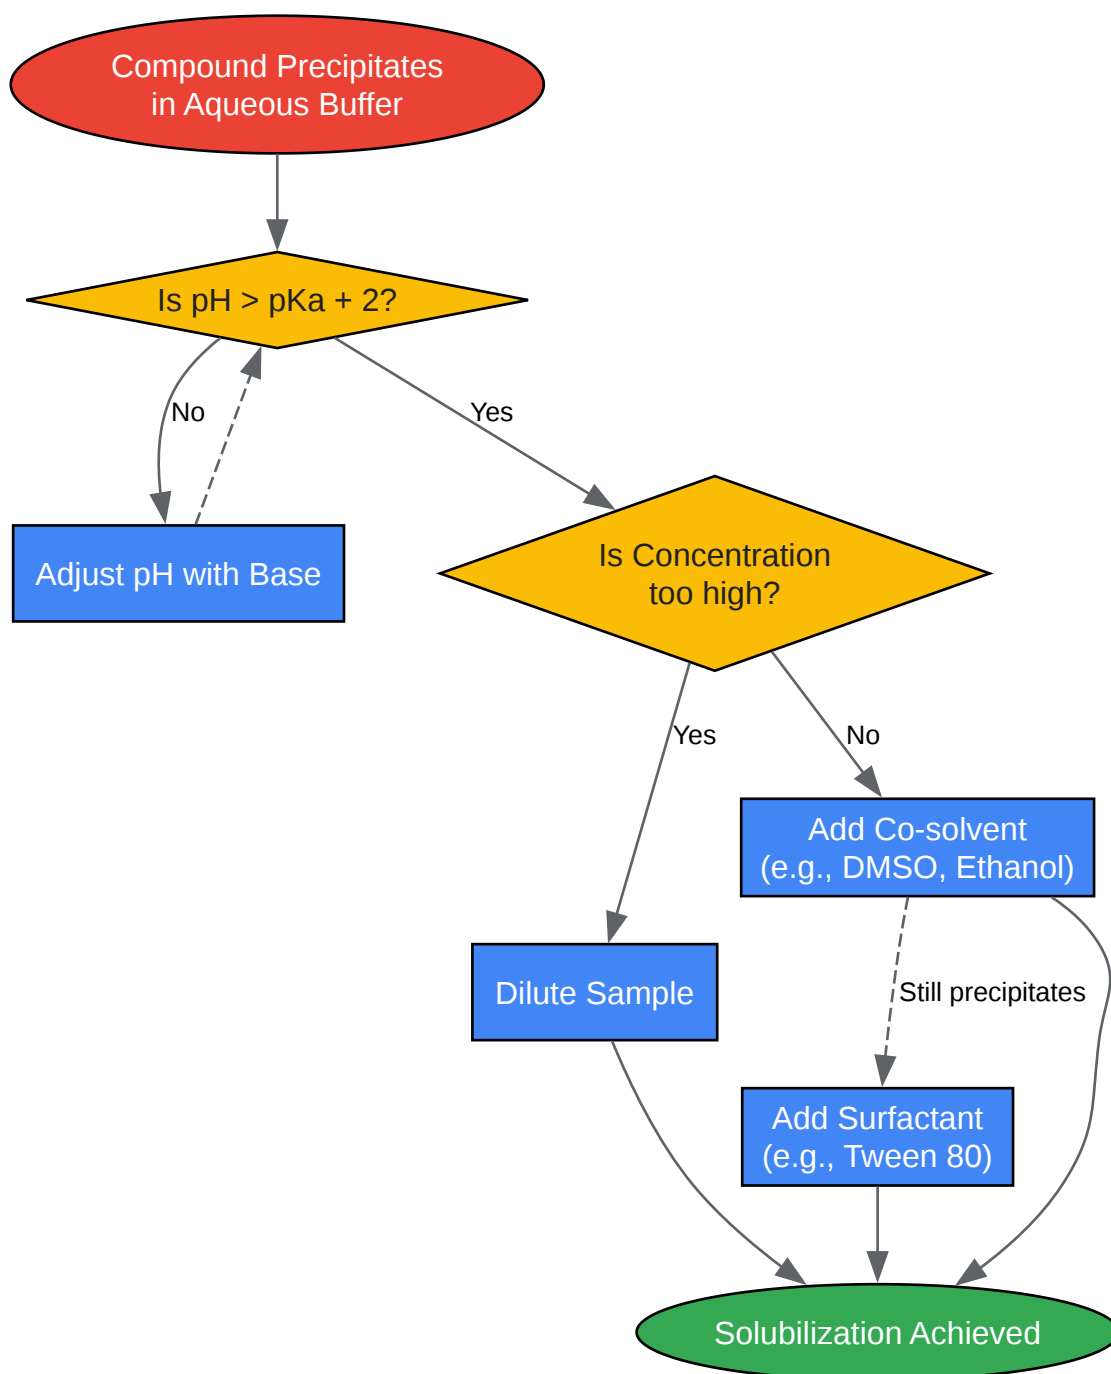 Compound Precipitates
in Aqueous Buffer
Is pH > pKa + 2?
No
Yes
Adjust pH with Base
Is Concentration
too high?
Yes
No
Add Co-solvent
(e.g., DMSO, Ethanol)
Dilute Sample
Still precipitates
Add Surfactant
(e.g., Tween 80)
Solubilization Achieved